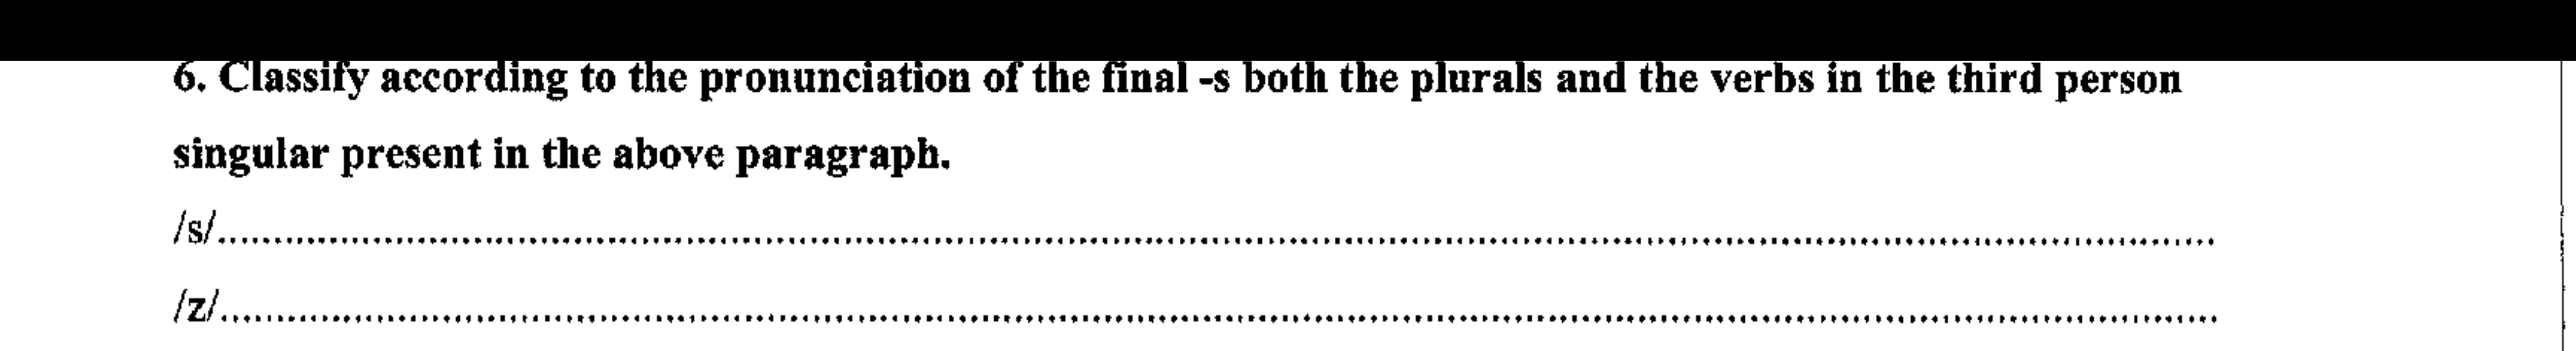 6. Classify according to the pronunciation of the final -s both the plurals and the verbs in the third person
singular present in the above paragraph.
/s/................................................................................................................................................
/z/................................................................................................................................................